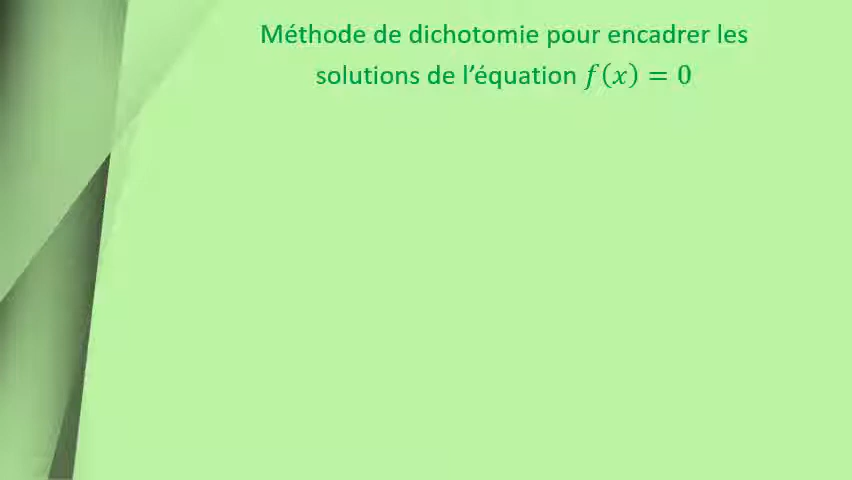 Méthode de dichotomie pour encadrer les
solutions de l’équation 𝑓(𝑥) = 0